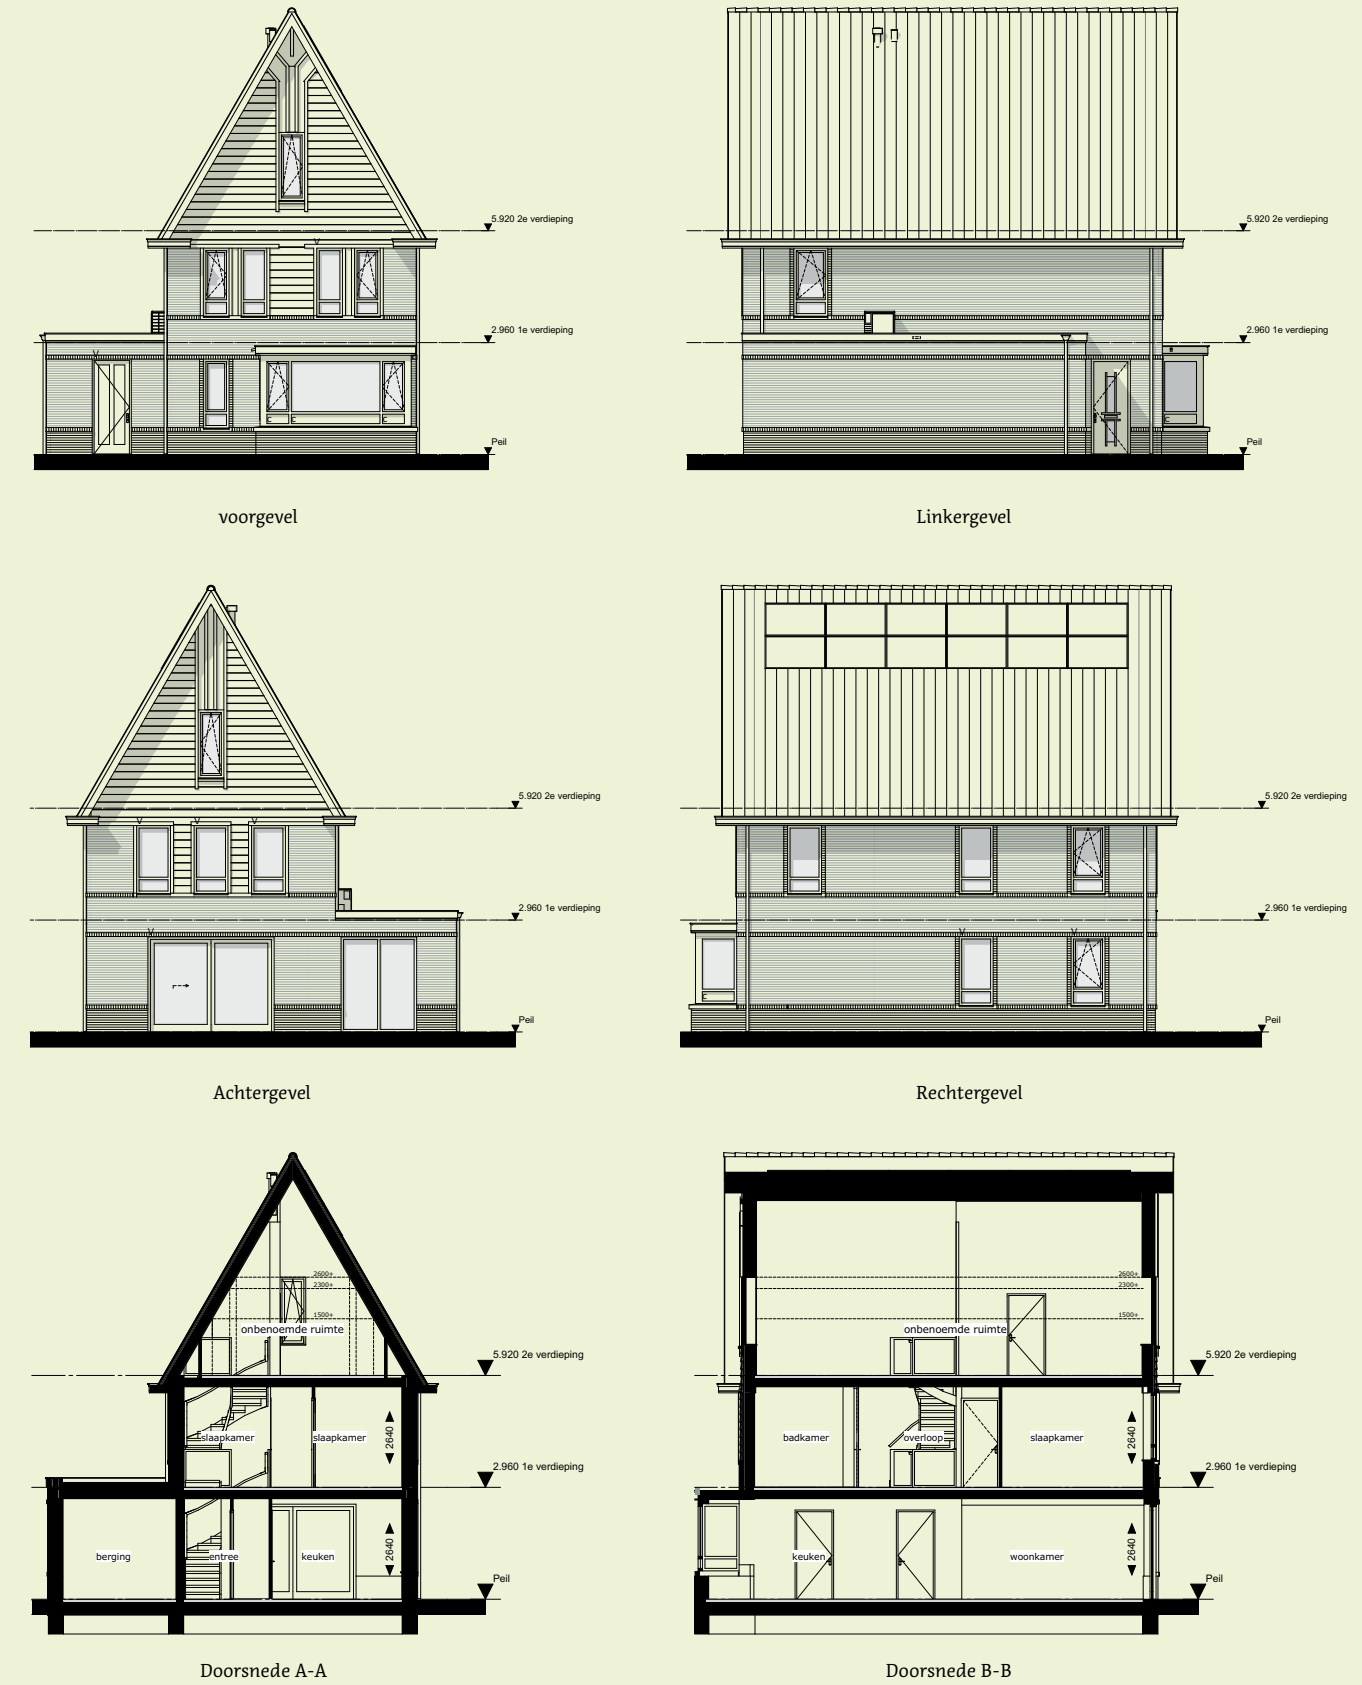 5.920 2e verdieping
2.960 1e verdieping
Peil
voorgevel
5.920 2e verdieping
2.960 1e verdieping
Peil
Linkergevel
5.920 2e verdieping
2.960 1e verdieping
Peil
Achtergevel
5.920 2e verdieping
2.960 1e verdieping
Peil
Rechtergevel
2600+
2300+
1500+
onbenoemde ruimte
5.920 2e verdieping
slaapkamer
slaapkamer
2640
2.960 1e verdieping
berging
entree
keuken
2640
Peil
Doorsnede A-A
2600+
2300+
1500+
onbenoemde ruimte
5.920 2e verdieping
badkamer
overloop
slaapkamer
2640
2.960 1e verdieping
keuken
woonkamer
2640
Peil
Doorsnede B-B